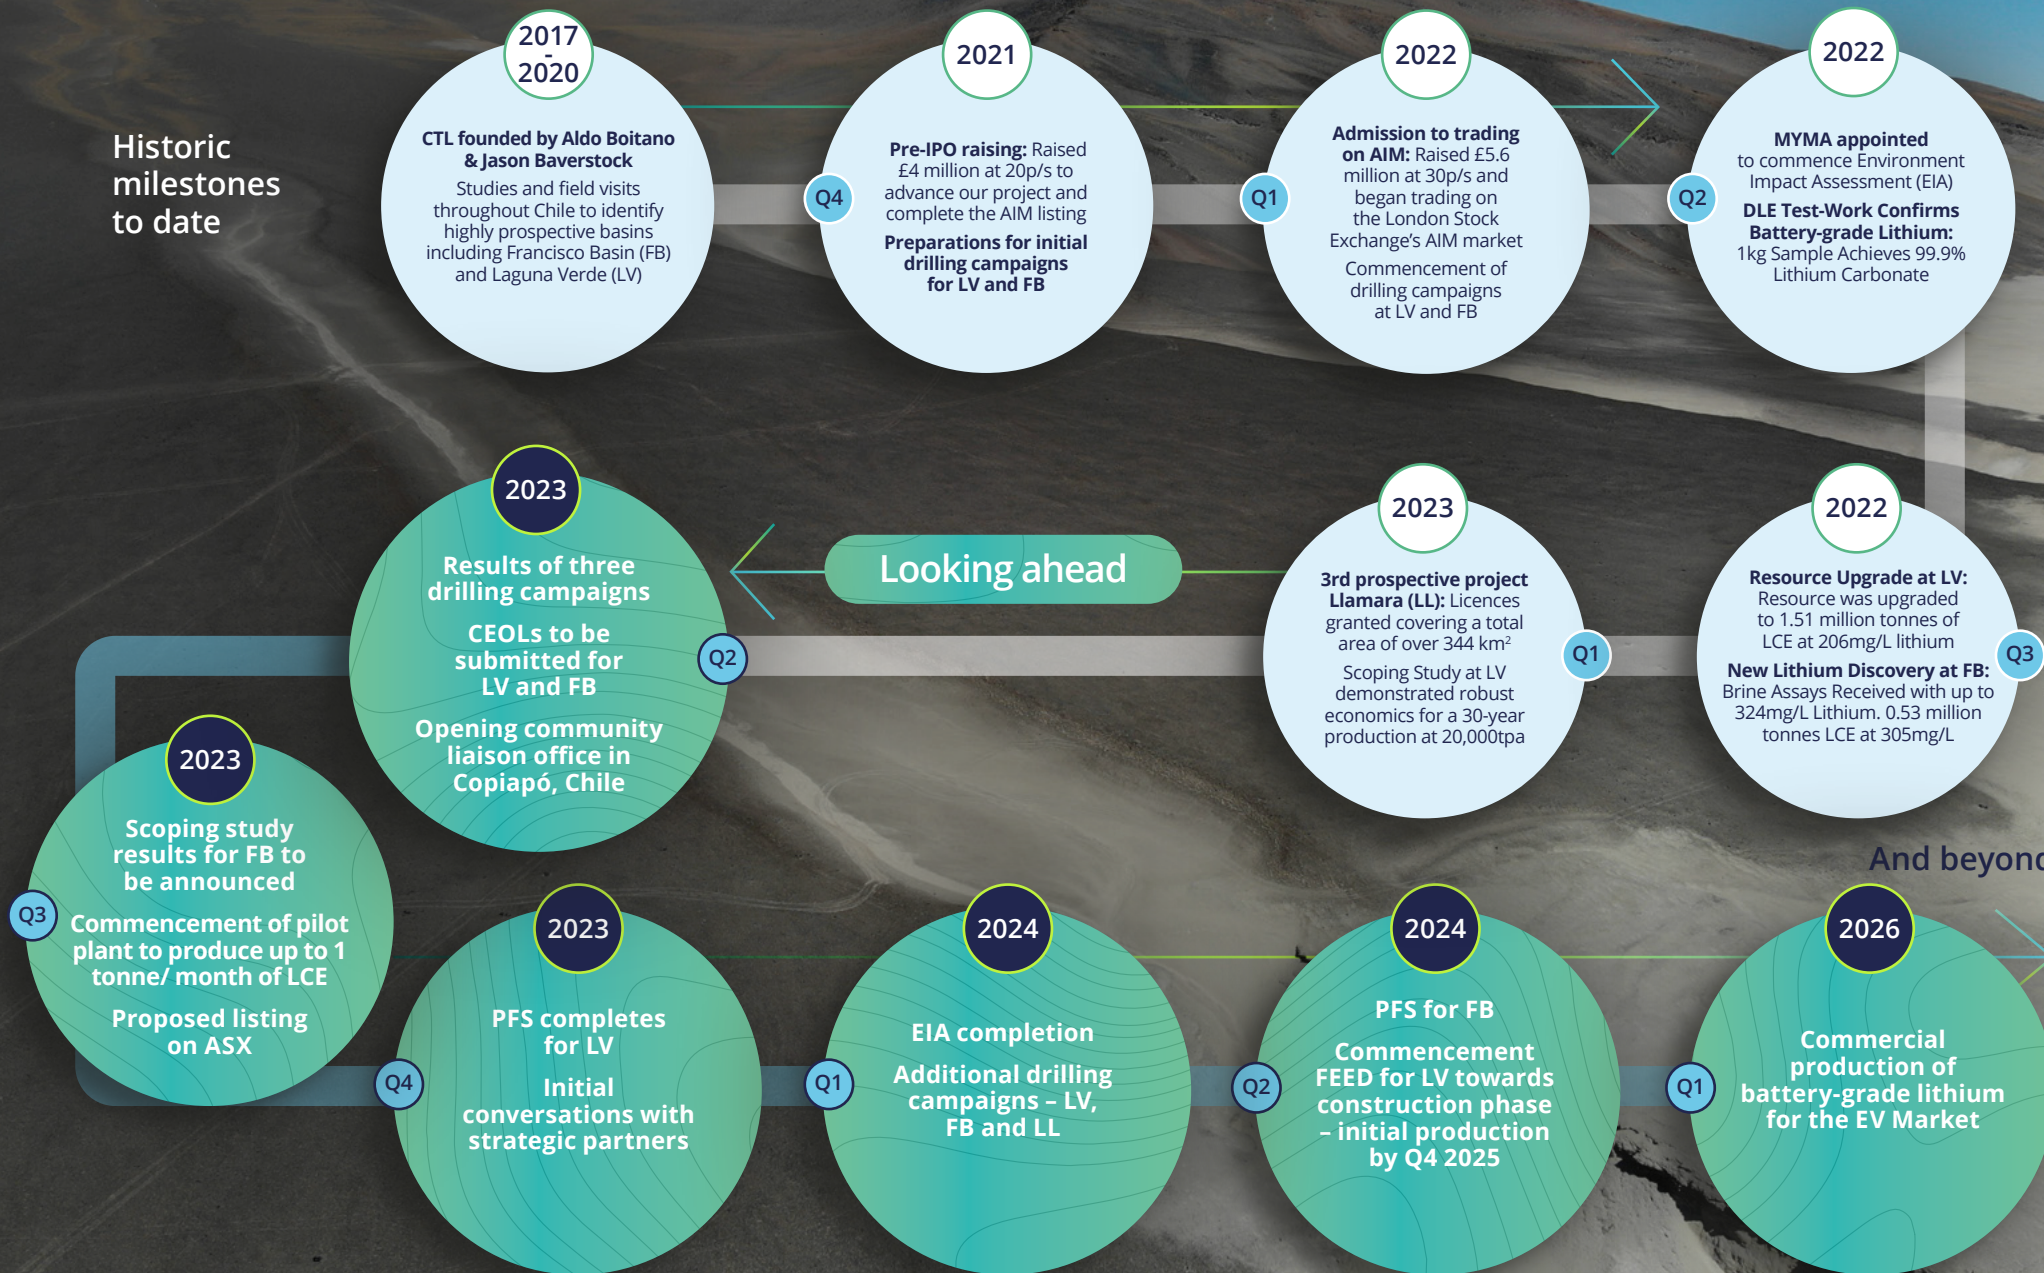 Historic
milestones
to date
2017
-
2020
CTL founded by Aldo Boitano
& Jason Baverstock
Studies and field visits
throughout Chile to identify
highly prospective basins
including Francisco Basin (FB)
and Laguna Verde (LV)
2021
Q4
Pre-IPO raising: Raised
£4 million at 20p/s to
advance our project and
complete the AIM listing
Preparations for initial
drilling campaigns
for LV and FB
2022
Q1
Admission to trading
on AIM: Raised £5.6
million at 30p/s and
began trading on
the London Stock
Exchange's AIM market
Commencement of
drilling campaigns
at LV and FB
2022
Q2
MYMA appointed
to commence Environment
Impact Assessment (EIA)
DLE Test-Work Confirms
Battery-grade Lithium:
1kg Sample Achieves 99.9%
Lithium Carbonate
2022
Q3
Resource Upgrade at LV:
Resource was upgraded
to 1.51 million tonnes of
LCE at 206mg/L lithium
New Lithium Discovery at FB:
Brine Assays Received with up to
324mg/L Lithium. 0.53 million
tonnes LCE at 305mg/L
2023
Q1
3rd prospective project
Llamara (LL): Licences
granted covering a total
area of over 344 km²
Scoping Study at LV
demonstrated robust
economics for a 30-year
production at 20,000tpa
Looking ahead
2023
Q2
Results of three
drilling campaigns
CEOLs to be
submitted for
LV and FB
Opening community
liaison office in
Copiapó, Chile
2023
Q3
Scoping study
results for FB to
be announced
Commencement of pilot
plant to produce up to 1
tonne/ month of LCE
Proposed listing
on ASX
2023
Q4
PFS completes
for LV
Initial
conversations with
strategic partners
2024
Q1
EIA completion
Additional drilling
campaigns – LV,
FB and LL
2024
Q2
PFS for FB
Commencement
FEED for LV towards
construction phase
– initial production
by Q4 2025
And beyond
2026
Q1
Commercial
production of
battery-grade lithium
for the EV Market